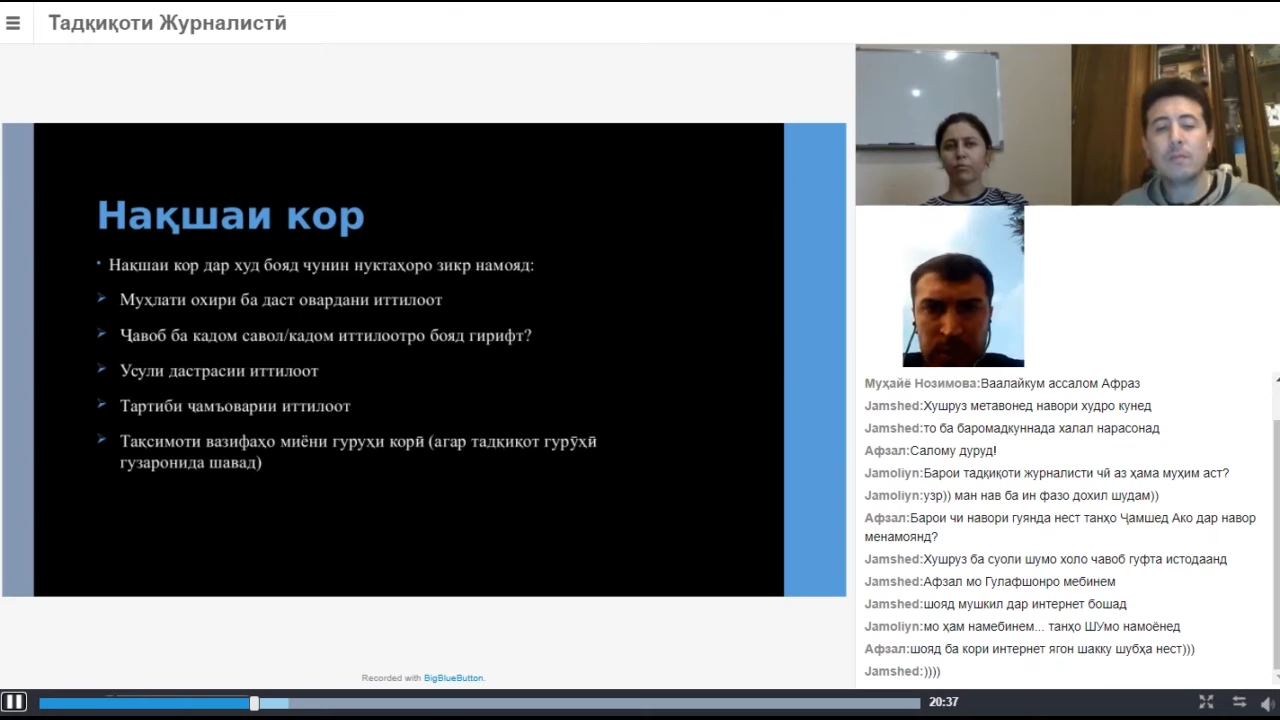 Тадқиқоти Журналистӣ
Нақшаи кор
Нақшаи кор дар худ бояд чунин нуктаҳоро зикр намояд:
Муҳлати охири ба даст овардани иттилоот
Ҷавоб ба кадом савол/кадом иттилоотро бояд гирифт?
Усули дастрасии иттилоот
Тартиби ҷамъоварии иттилоот
Тақсимоти вазифаҳо миёни гуруҳи корӣ (агар тадқиқот гурӯҳӣ
гузаронида шавад)
Муҳайё Нозимова:Ваалайкум ассалом Афраз
Jamshed:Хушруз метавонед навори худро кунед
Jamshed:то ба баромадкуннада халал нарасонад
Афзал:Салому дуруд!
Jamoliyn:Барои тадқиқоти журналисти чӣ аз ҳама муҳим аст?
Jamoliyn:узр)) ман нав ба ин фазо дохил шудам))
Афзал:Барои чи навори гуянда нест танҳо Ҷамшед Ако дар навор
менамоянд?
Jamshed:Хушруз ба суоли шумо холо чавоб гуфта истодаанд
Jamshed:Афзал мо Гулафшонро мебинем
Jamshed:шояд мушкил дар интернет бошад
Jamoliyn:мо ҳам намебинем... танҳо ШУмо намоёнед
Афзал:шояд ба кори интернет ягон шакку шубҳа нест)))
Jamshed:))))
Recorded with BigBlueButton.
20:37